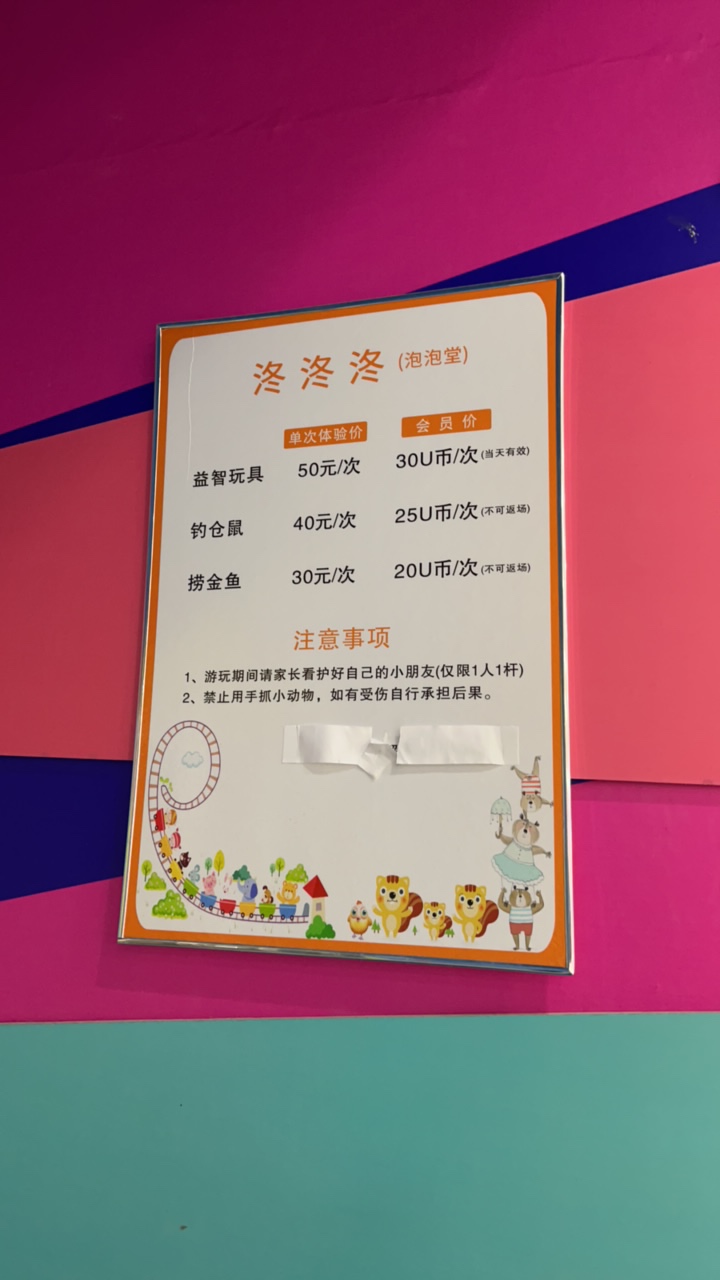 咚咚咚(泡泡堂)
单次体验价 会员价
益智玩具 50元/次 30U币/次(当天有效)
钓仓鼠 40元/次 25U币/次(不可返场)
捞金鱼 30元/次 20U币/次(不可返场)
注意事项
1、游玩期间请家长看护好自己的小朋友(仅限1人1杆)
2、禁止用手抓小动物，如有受伤自行承担后果。